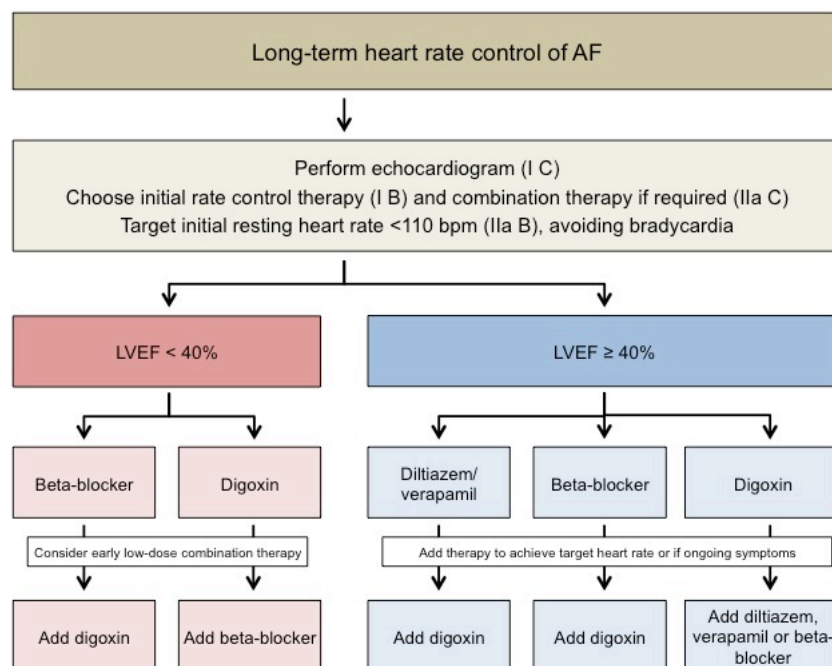 Long-term heart rate control of AF
Perform echocardiogram (I C)
Choose initial rate control therapy (I B) and combination therapy if required (IIa C)
Target initial resting heart rate <110 bpm (IIa B), avoiding bradycardia
LVEF < 40%
LVEF ≥ 40%
Beta-blocker
Digoxin
Diltiazem/
verapamil
Beta-blocker
Digoxin
Consider early low-dose combination therapy
Add therapy to achieve target heart rate or if ongoing symptoms
Add digoxin
Add beta-blocker
Add digoxin
Add digoxin
Add diltiazem,
verapamil or beta-
blocker